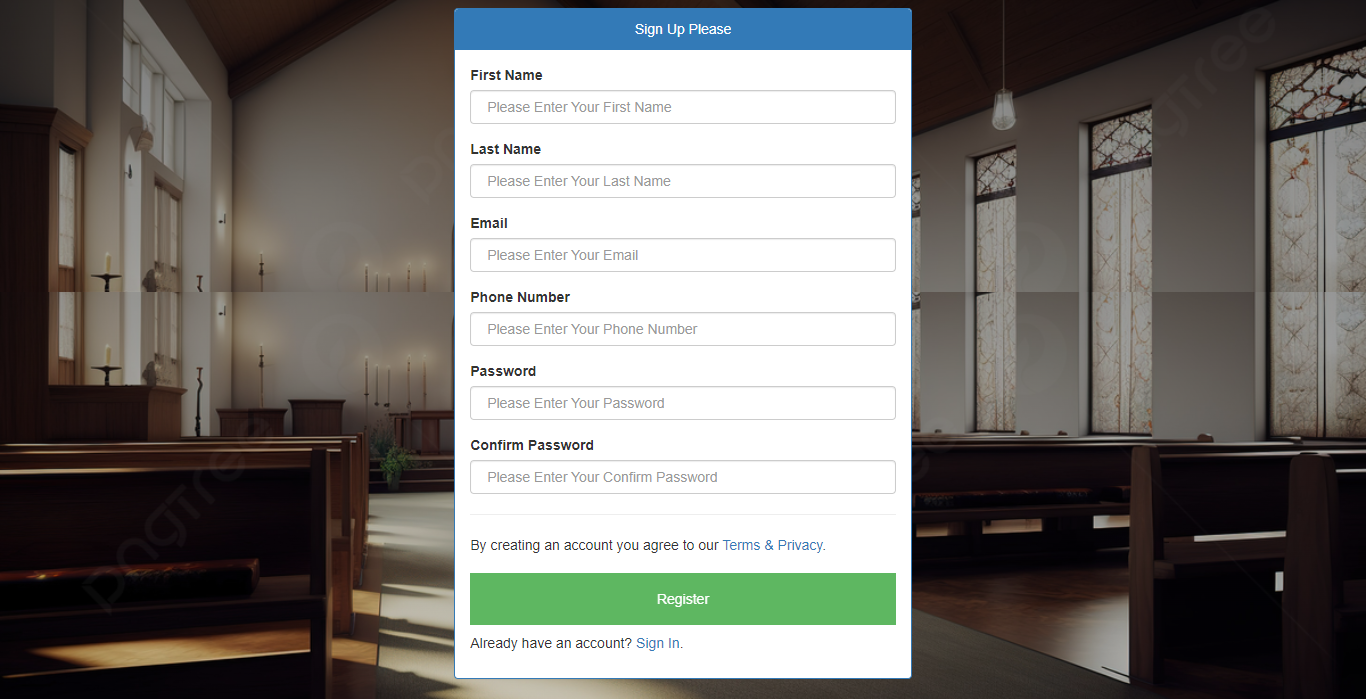 Sign Up Please
First Name
Please Enter Your First Name
Last Name
Please Enter Your Last Name
Email
Please Enter Your Email
Phone Number
Please Enter Your Phone Number
Password
Please Enter Your Password
Confirm Password
Please Enter Your Confirm Password
By creating an account you agree to our Terms & Privacy.
Register
Already have an account? Sign In.
pngtree
pngtree